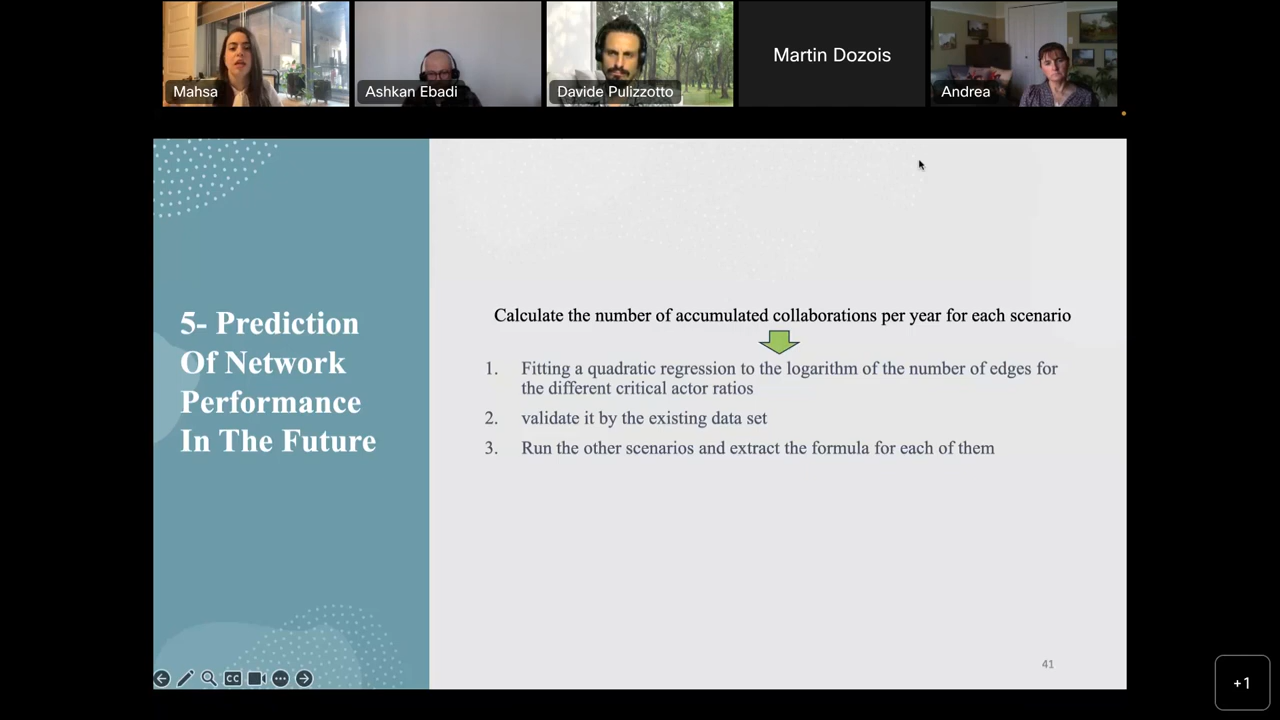 Mahsa
Ashkan Ebadi
Davide Pulizzotto
Martin Dozois
Andrea
5- Prediction
Of Network
Performance
In The Future
Calculate the number of accumulated collaborations per year for each scenario
1. Fitting a quadratic regression to the logarithm of the number of edges for
the different critical actor ratios
2. validate it by the existing data set
3. Run the other scenarios and extract the formula for each of them
41
CC
+1